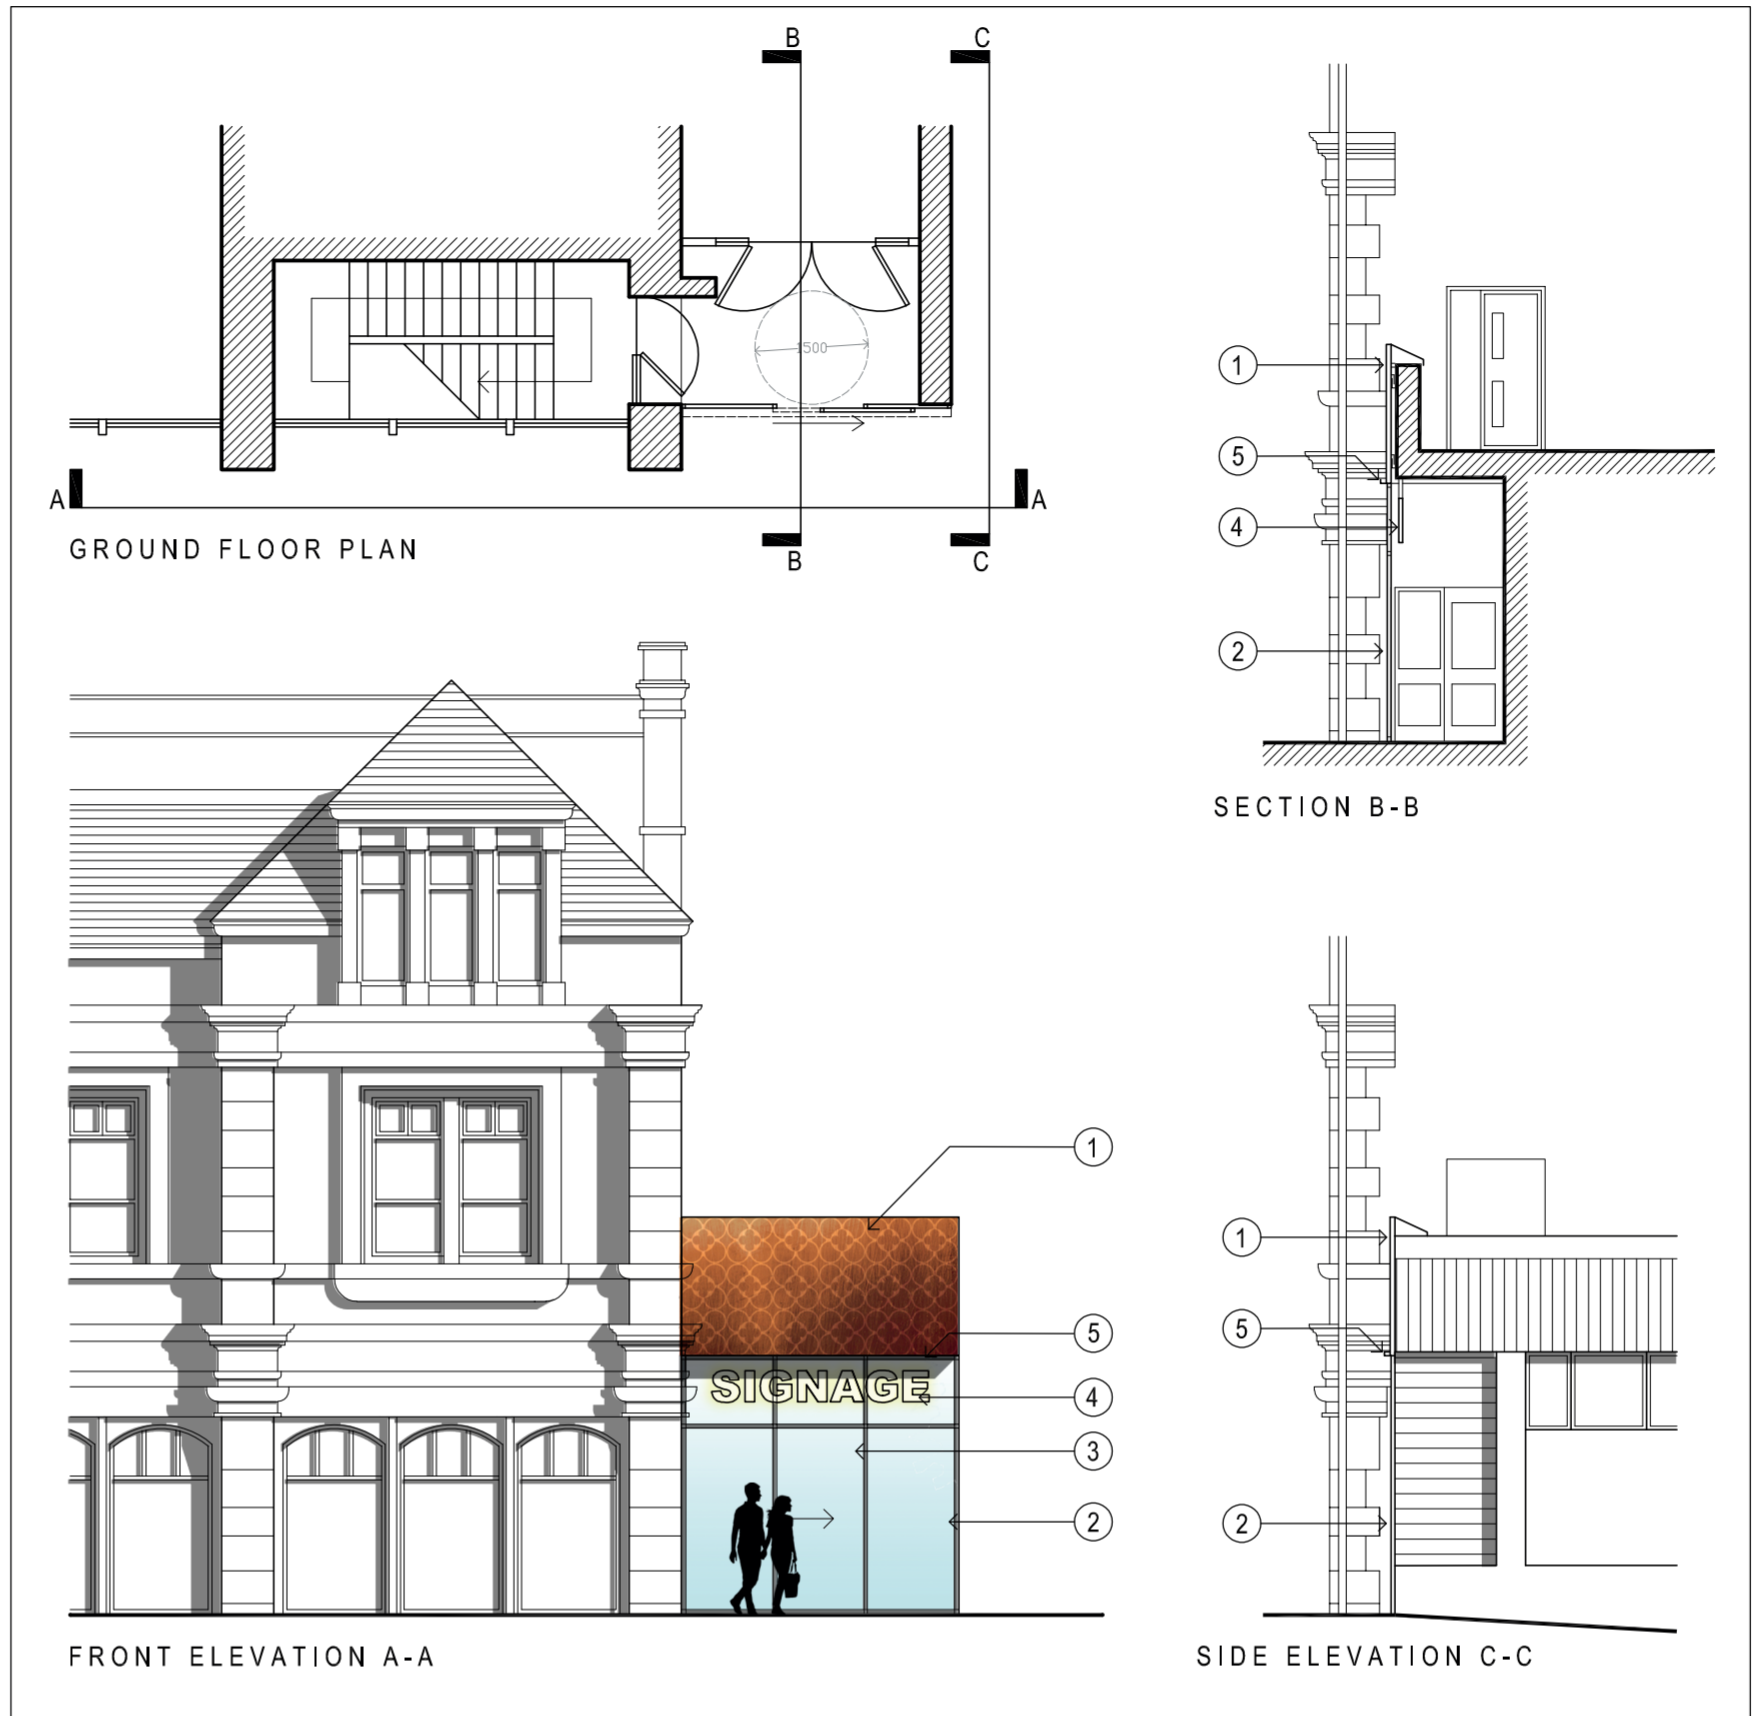 B
C
1500
A
A
GROUND FLOOR PLAN
B
C
1
5
4
2
SECTION B-B
1
5
4
3
2
SIGNAGE
FRONT ELEVATION A-A
1
5
2
SIDE ELEVATION C-C